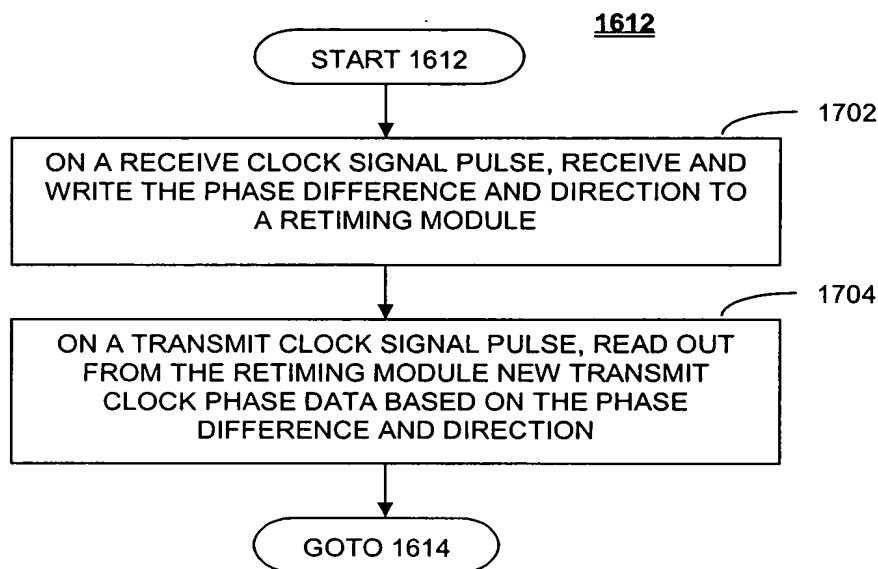 1612
START 1612
1702
ON A RECEIVE CLOCK SIGNAL PULSE, RECEIVE AND
WRITE THE PHASE DIFFERENCE AND DIRECTION TO
A RETIMING MODULE
1704
ON A TRANSMIT CLOCK SIGNAL PULSE, READ OUT
FROM THE RETIMING MODULE NEW TRANSMIT
CLOCK PHASE DATA BASED ON THE PHASE
DIFFERENCE AND DIRECTION
GOTO 1614